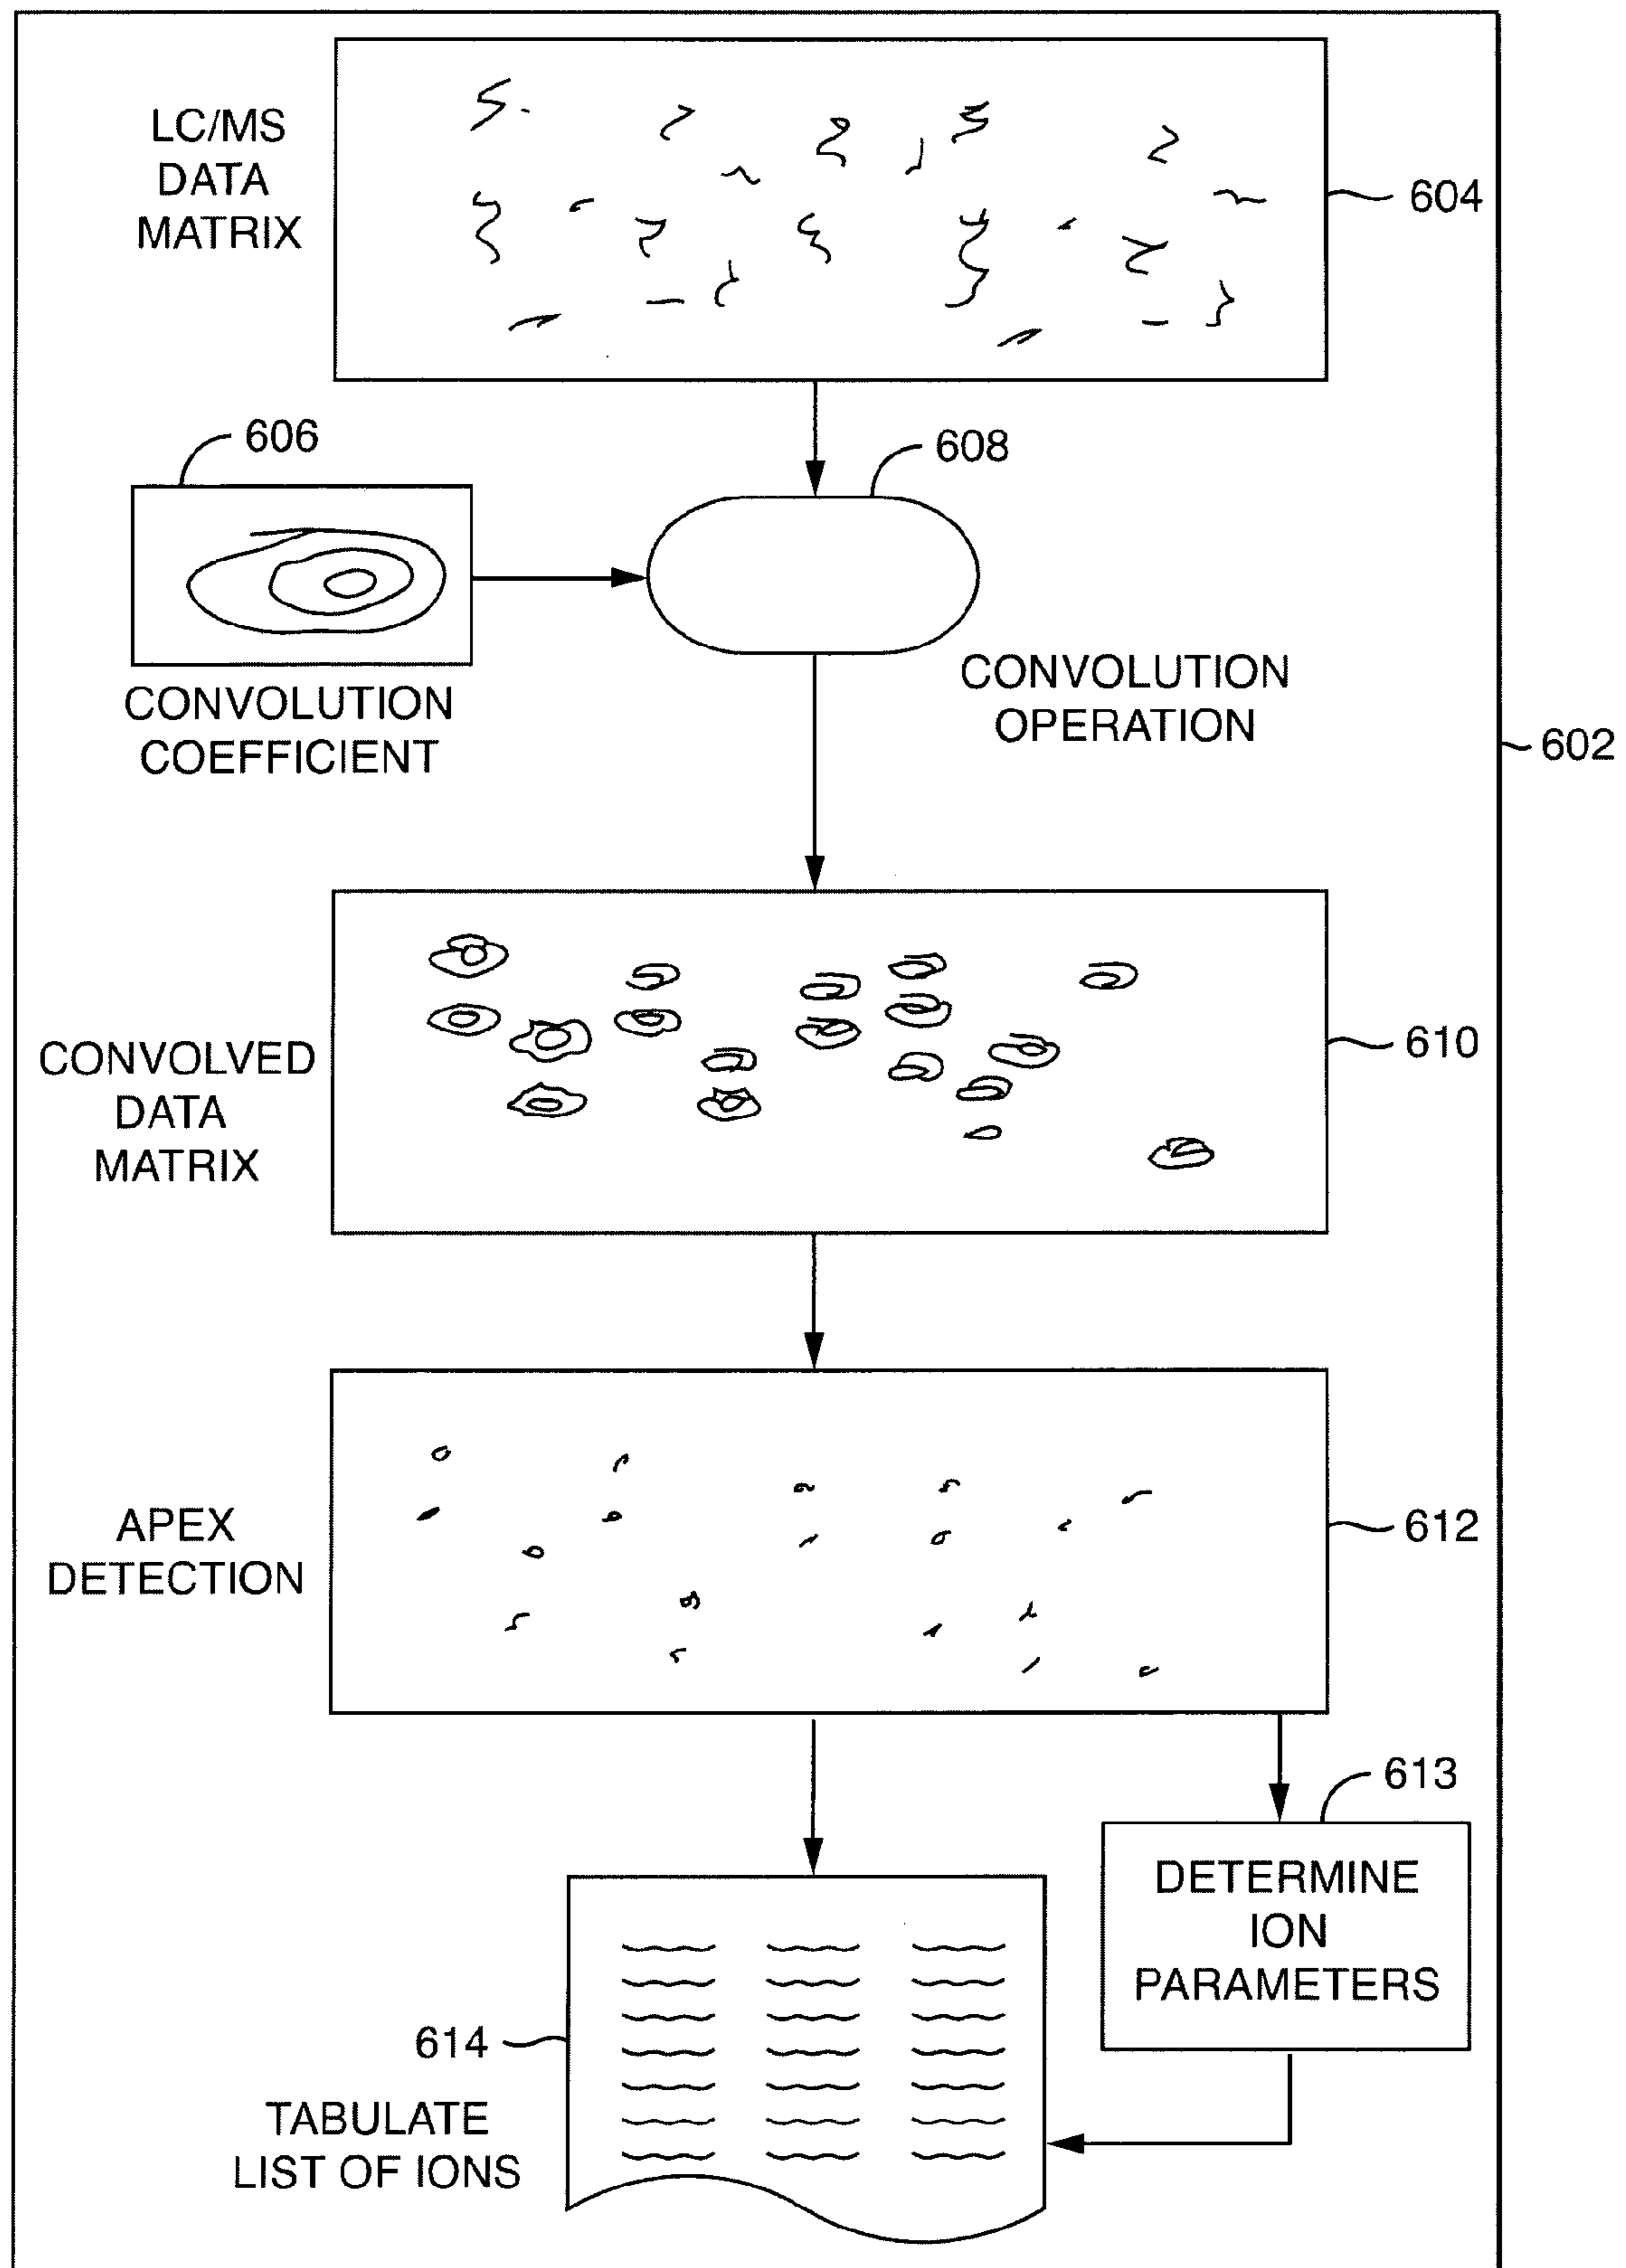 LC/MS
DATA
MATRIX
604
606
608
CONVOLUTION
COEFFICIENT
CONVOLUTION
OPERATION
602
CONVOLVED
DATA
MATRIX
610
APEX
DETECTION
612
613
DETERMINE
ION
PARAMETERS
614
TABULATE
LIST OF IONS